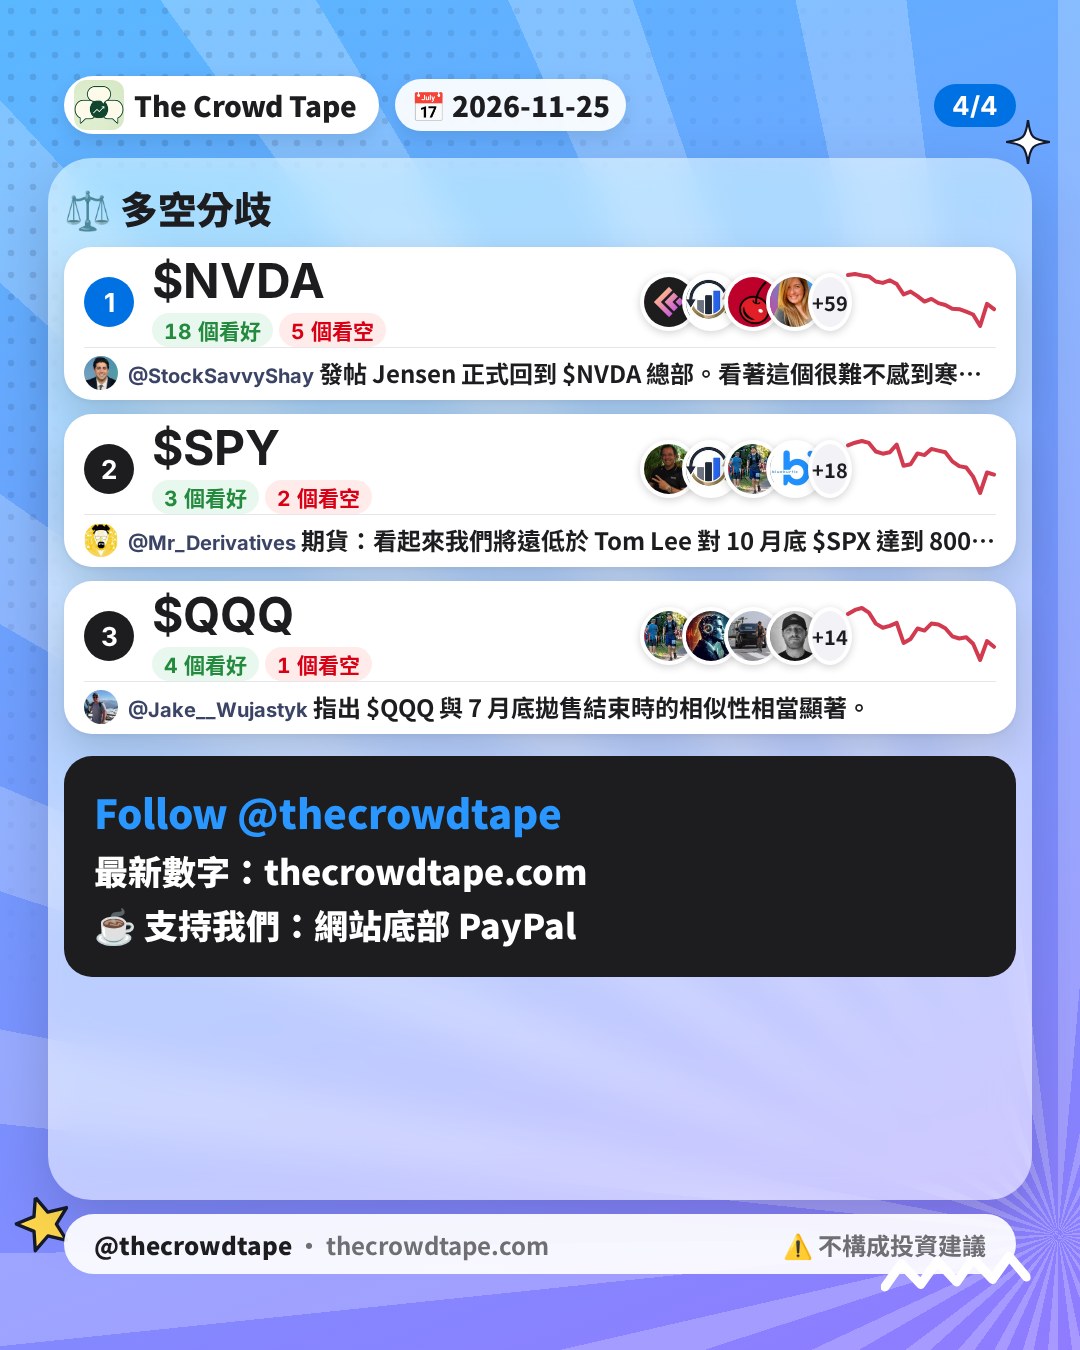 The Crowd Tape
July
17
2026-11-25
4/4
多空分歧
1
$NVDA
18 個看好
5 個看空
+59
@StockSavvyShay 發帖 Jensen 正式回到 $NVDA 總部。看著這個很難不感到寒…
2
$SPY
3 個看好
2 個看空
+18
@Mr_Derivatives 期貨：看起來我們將遠低於 Tom Lee 對 10 月底 $SPX 達到 800…
3
$QQQ
4 個看好
1 個看空
+14
@Jake__Wujastyk 指出 $QQQ 與 7 月底拋售結束時的相似性相當顯著。
Follow @thecrowdtape
最新數字：thecrowdtape.com
支持我們：網站底部 PayPal
@thecrowdtape • thecrowdtape.com
不構成投資建議